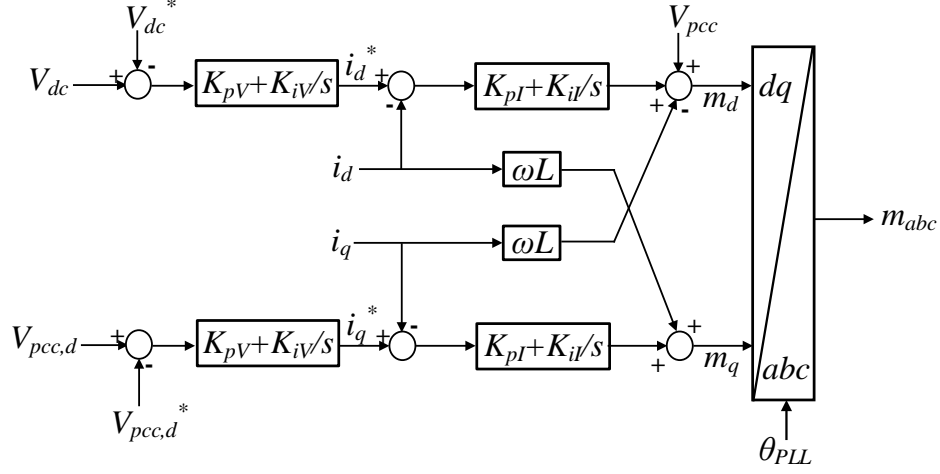 V_dc^*
V_pcc
V_dc
+
-
K_pV+K_iV/s
i_d^*
+
-
K_pI+K_iI/s
+
+
-
m_d
dq
i_d
ωL
i_q
ωL
m_abc
V_pcc,d
+
-
K_pV+K_iV/s
i_q^*
-
+
K_pI+K_iI/s
+
+
m_q
abc
V_pcc,d^*
θ_PLL